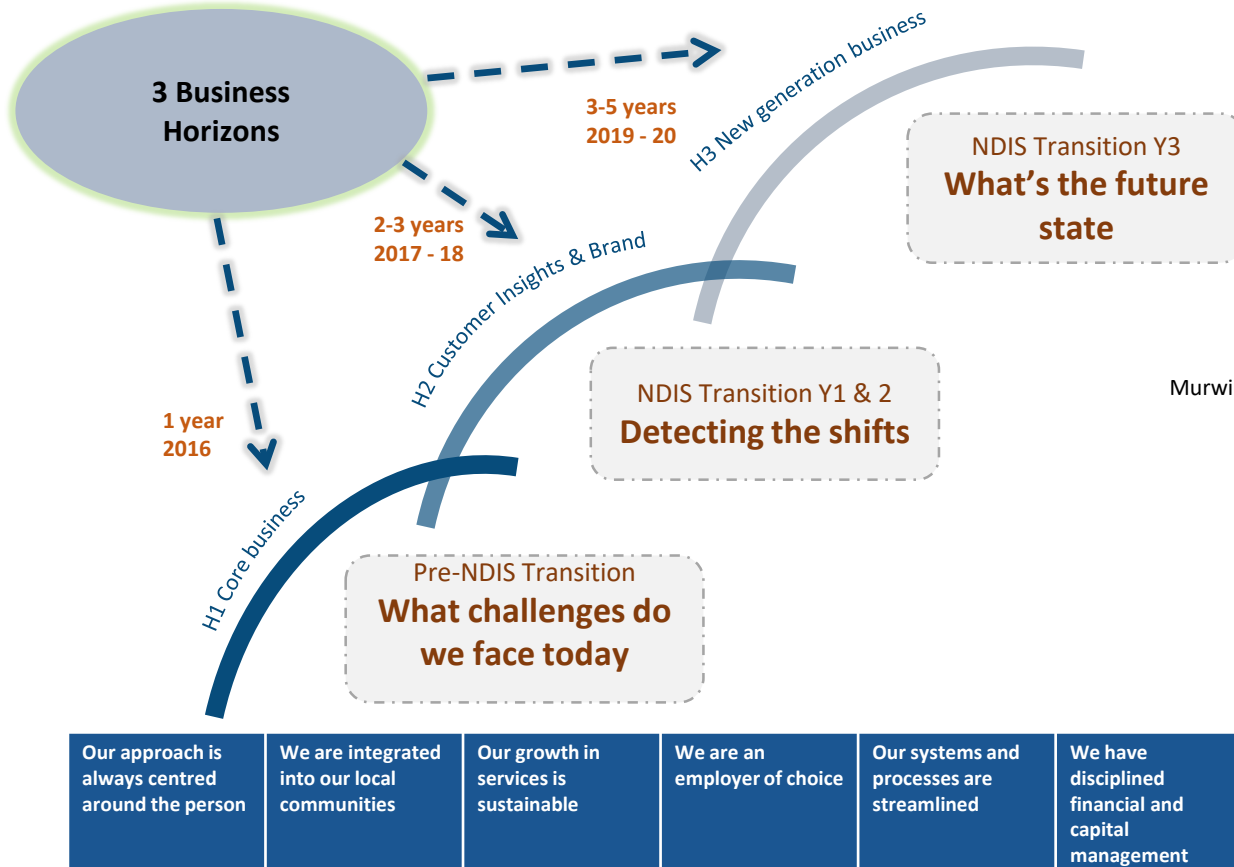 3 Business
Horizons
3-5 years
2019 - 20
H3 New generation business
NDIS Transition Y3
What's the future
state
2-3 years
2017 - 18
H2 Customer Insights & Brand
NDIS Transition Y1 & 2
Detecting the shifts
Murwi
1 year
2016
H1 Core business
Pre-NDIS Transition
What challenges do
we face today
Our approach is
always centred
around the person
We are integrated
into our local
communities
Our growth in
services is
sustainable
We are an
employer of choice
Our systems and
processes are
streamlined
We have
disciplined
financial and
capital
management